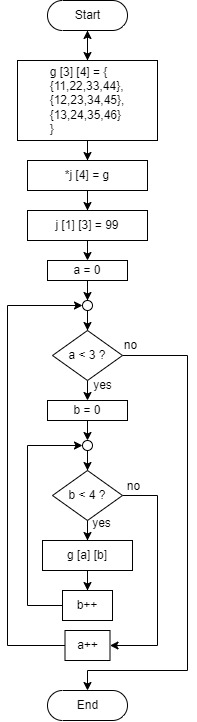 Start
g [3] [4] = {
{11,22,33,44},
{12,23,34,45},
{13,24,35,46}
}
*j [4] = g
j [1] [3] = 99
a = 0
a < 3 ?
no
yes
b = 0
b < 4 ?
no
yes
g [a] [b]
b++
a++
End